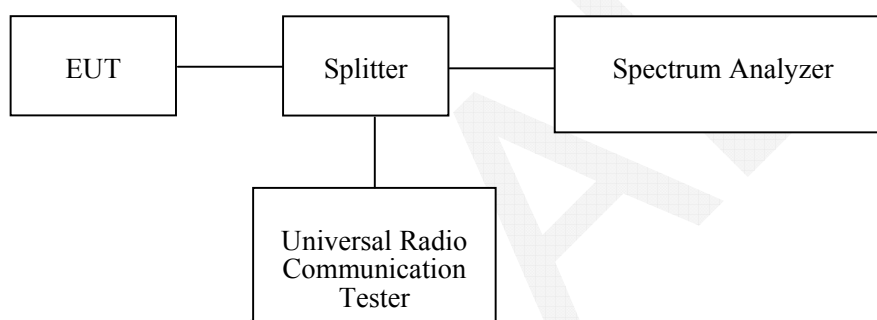 EUT
Splitter
Spectrum Analyzer
Universal Radio
Communication
Tester